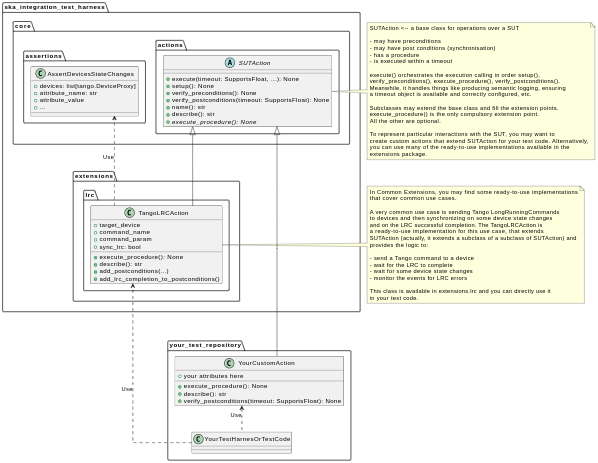 ska_integration_test_harness
core
assertions
AssertDevicesStateChanges
devices: list[tango.DeviceProxy]
attribute_name: str
attribute_value
...
actions
SUTAction
execute(timeout: SupportsFloat, ...): None
setup(): None
verify_preconditions(): None
verify_postconditions(timeout: SupportsFloat): None
name(): str
describe(): str
execute_procedure(): None
SUTAction <-- a base class for operations over a SUT
- may have preconditions
- may have post conditions (synchronisation)
- has a procedure
- is executed within a timeout
execute() orchestrates the execution calling in order setup(),
verify_preconditions(), execute_procedure(), verify_postconditions().
Meanwhile, it handles things like producing semantic logging, ensuring
a timeout object is available and correctly configured, etc.
Subclasses may extend the base class and fill the extension points.
execute_procedure() is the only compulsory extension point.
All the other are optional.
To represent particular interactions with the SUT, you may want to
create custom actions that extend SUTAction for your test code. Alternatively,
you can use many of the ready-to-use implementations available in the
extensions package.
Use
extensions
lrc
TangoLRCAction
target_device
command_name
command_param
sync_lrc: bool
execute_procedure(): None
describe(): str
add_postconditions(...)
add_lrc_completion_to_postconditions()
In Common Extensions, you may find some ready-to-use implementations
that cover common use cases.
A very common use case is sending Tango LongRunningCommands
to devices and then synchronizing on some device state changes
and on the LRC successful completion. The TangoLRCAction is
a ready-to-use implementation for this use case, that extends
SUTAction (actually, it extends a subclass of a subclass of SUTAction) and
provides the logic to:
- send a Tango command to a device
- wait for the LRC to complete
- wait for some device state changes
- monitor the events for LRC errors
This class is available in extensions.lrc and you can directly use it
in your test code.
your_test_repository
YourCustomAction
your attributes here
execute_procedure(): None
describe(): str
verify_postconditions(timeout: SupportsFloat): None
Use
Use
YourTestHarnesOrTestCode